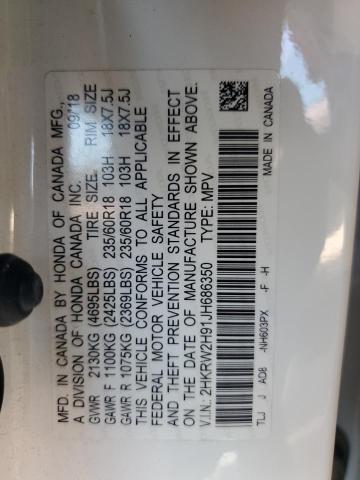 MFD. IN CANADA BY HONDA OF CANADA MFG.,
A DIVISION OF HONDA CANADA INC. 09/18
GVWR 2130KG (4695LBS) TIRE SIZE RIM SIZE
GAWR F 1100KG (2425LBS) 235/60R18 103H 18X7.5J
GAWR R 1075KG (2369LBS) 235/60R18 103H 18X7.5J
THIS VEHICLE CONFORMS TO ALL APPLICABLE
FEDERAL MOTOR VEHICLE SAFETY
AND THEFT PREVENTION STANDARDS IN EFFECT
ON THE DATE OF MANUFACTURE SHOWN ABOVE.
V.I.N.: 2HKRW2H91JH686350 TYPE: MPV
TLJ J AD8 -NH603PX -F -H MADE IN CANADA